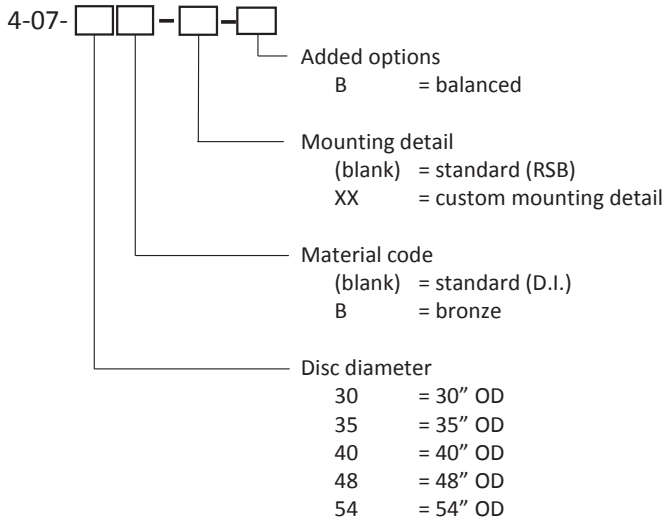 4-07- - -
Added options
B = balanced
Mounting detail
(blank) = standard (RSB)
XX = custom mounting detail
Material code
(blank) = standard (D.I.)
B = bronze
Disc diameter
30 = 30” OD
35 = 35” OD
40 = 40” OD
48 = 48” OD
54 = 54” OD